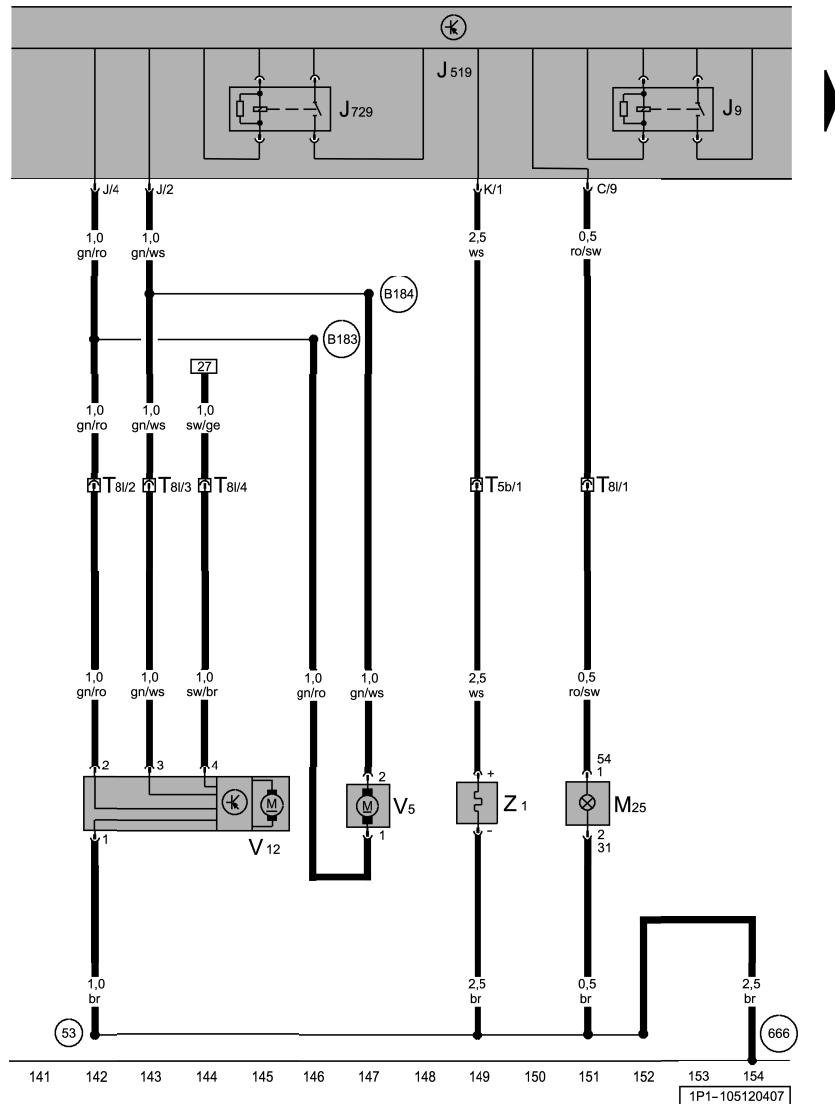 J 519
J729
J9
J/4 J/2 K/1 C/9
1,0 1,0 2,5 0,5
gn/ro gn/ws ws ro/sw
B184
B183
27
1,0 1,0 1,0
gn/ro gn/ws sw/ge
T8l/2 T8l/3 T8l/4 T5b/1 T8l/1
1,0 1,0 1,0 1,0 1,0 2,5 0,5
gn/ro gn/ws sw/br gn/ro gn/ws ws ro/sw
54
2 3 4 2 + 1
M M V5 Z1 M25
1 1 - 2
V12 31
1,0 2,5 0,5 2,5
br br br br
53 666
141 142 143 144 145 146 147 148 149 150 151 152 153 154
1P1-105120407